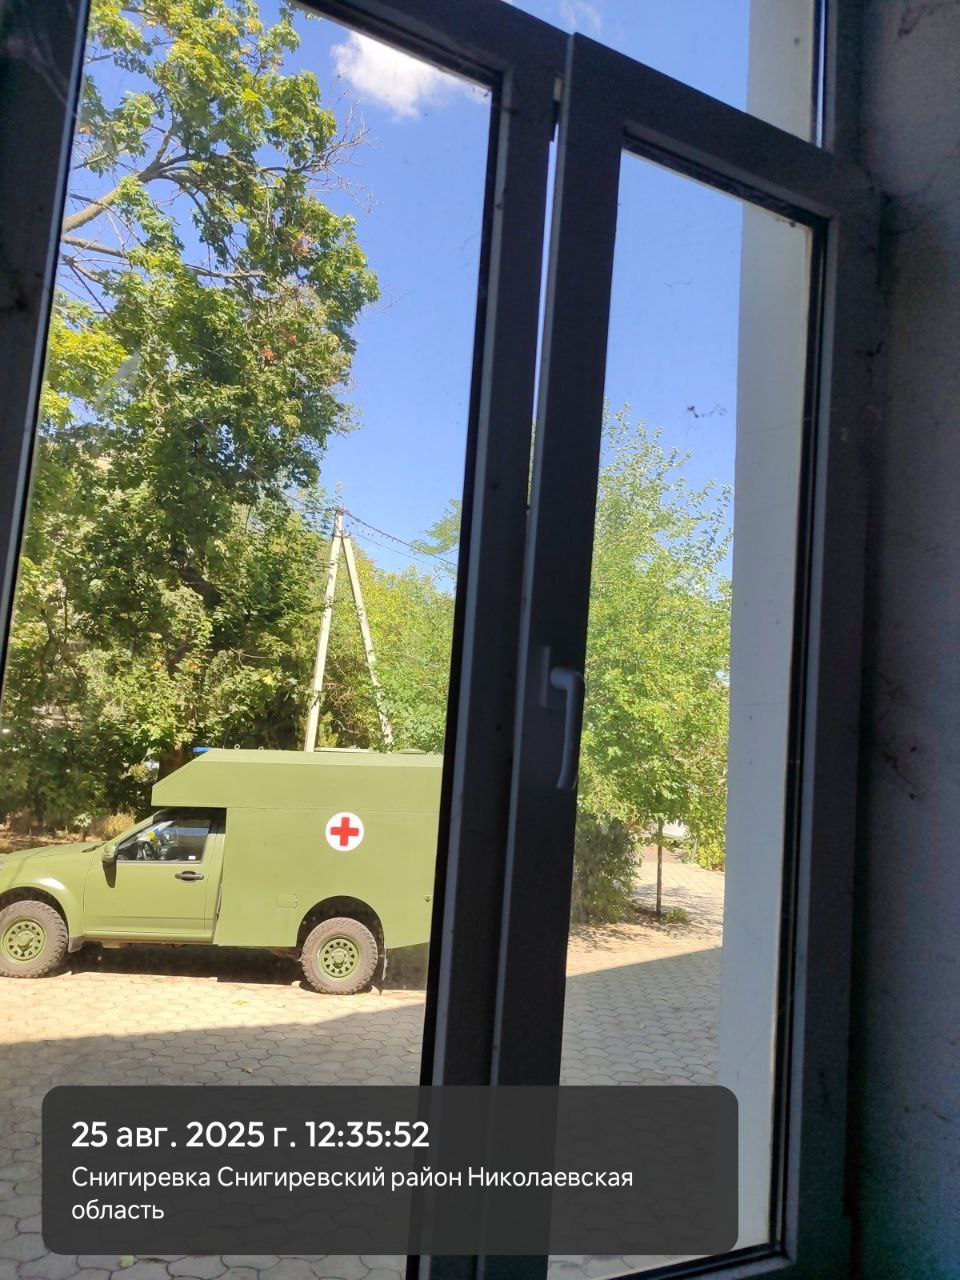 25 авг. 2025 г. 12:35:52
Снигиревка Снигиревский район Николаевская
область